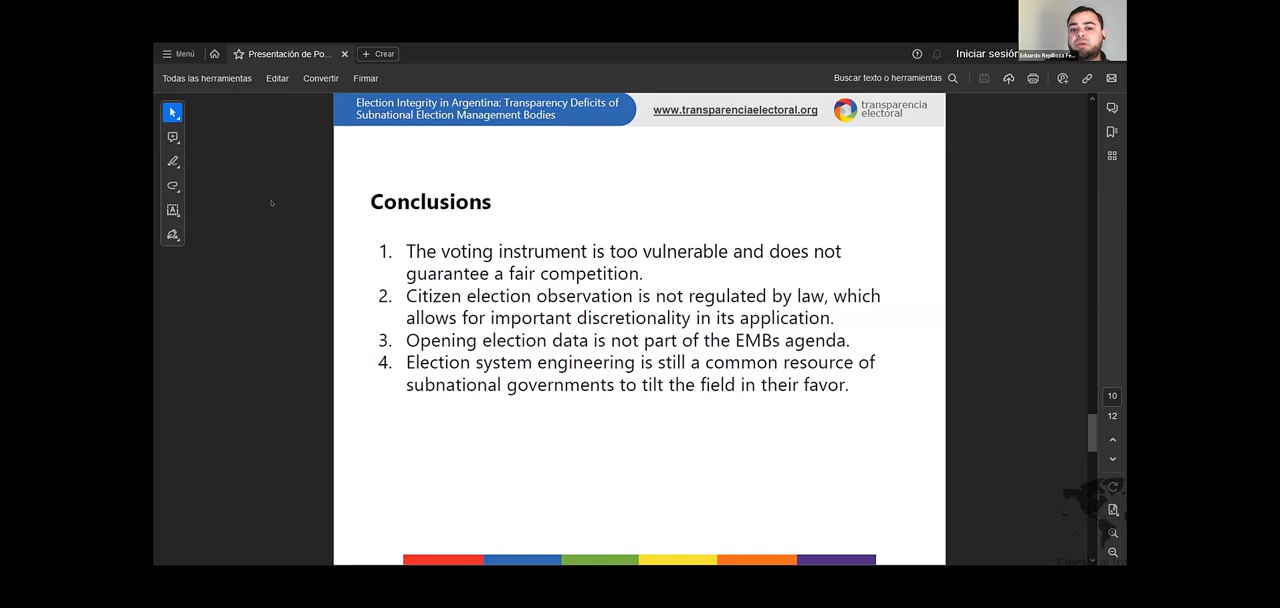 Menú
Presentación de Po...
Crear
Iniciar sesión
Todas las herramientas
Editar
Convertir
Firmar
Buscar texto o herramientas
Election Integrity in Argentina: Transparency Deficits of
Subnational Election Management Bodies
www.transparenciaelectoral.org
transparencia
electoral
Conclusions
1. The voting instrument is too vulnerable and does not
guarantee a fair competition.
2. Citizen election observation is not regulated by law, which
allows for important discretionality in its application.
3. Opening election data is not part of the EMBs agenda.
4. Election system engineering is still a common resource of
subnational governments to tilt the field in their favor.
10
12